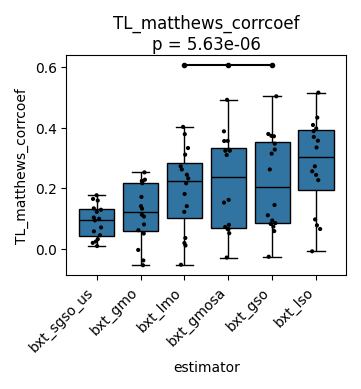 TL_matthews_corrcoef
p = 5.63e-06
TL_matthews_corrcoef
0.6
0.4
0.2
0.0
bxt_sgso_us
bxt_gmo
bxt_lmo
bxt_gmosa
bxt_gso
bxt_lso
estimator